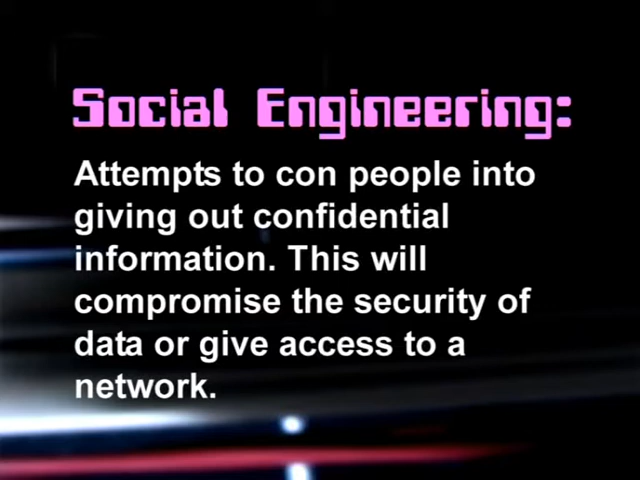 Social Engineering:
Attempts to con people into
giving out confidential
information. This will
compromise the security of
data or give access to a
network.